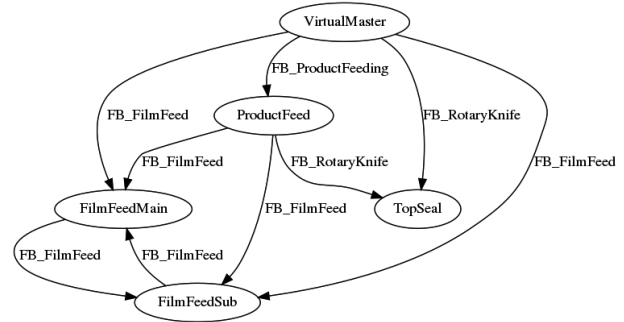 VirtualMaster
FB_ProductFeeding
FB_FilmFeed
ProductFeed
FB_RotaryKnife
FB_FilmFeed
FB_RotaryKnife
FB_FilmFeed
FilmFeedMain
FB_FilmFeed
TopSeal
FB_FilmFeed
FB_FilmFeed
FilmFeedSub